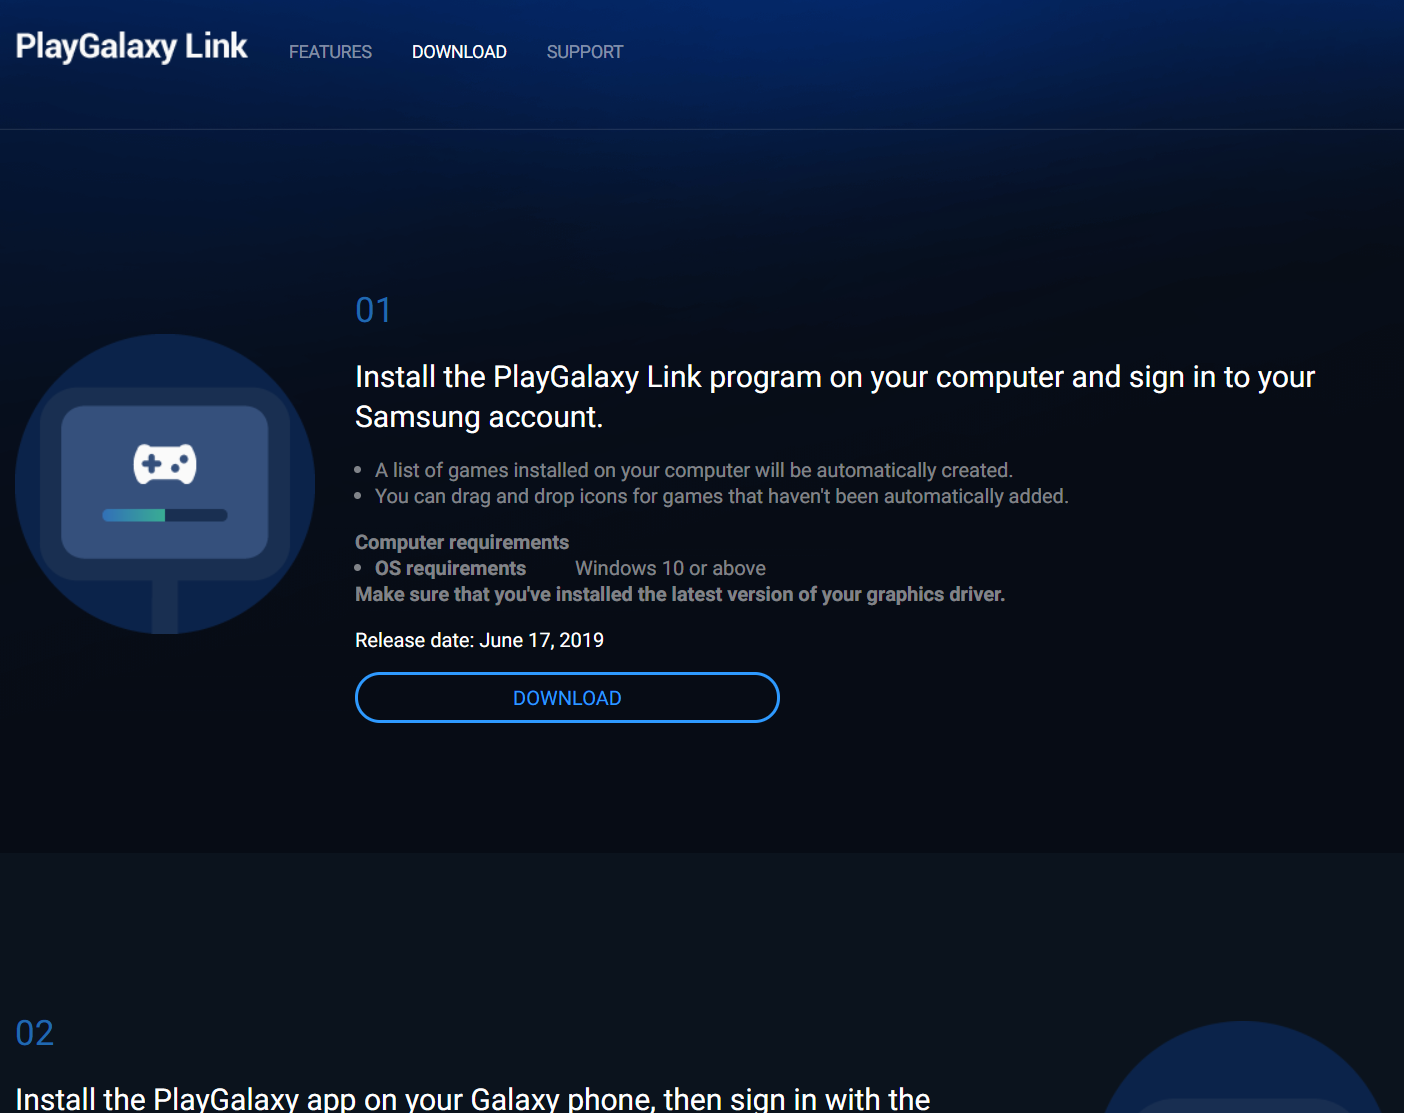 PlayGalaxy Link
FEATURES
DOWNLOAD
SUPPORT
01
Install the PlayGalaxy Link program on your computer and sign in to your
Samsung account.
• A list of games installed on your computer will be automatically created.
• You can drag and drop icons for games that haven't been automatically added.
Computer requirements
• OS requirements Windows 10 or above
Make sure that you've installed the latest version of your graphics driver.
Release date: June 17, 2019
DOWNLOAD
02
Install the PlayGalaxy app on your Galaxy phone, then sign in with the